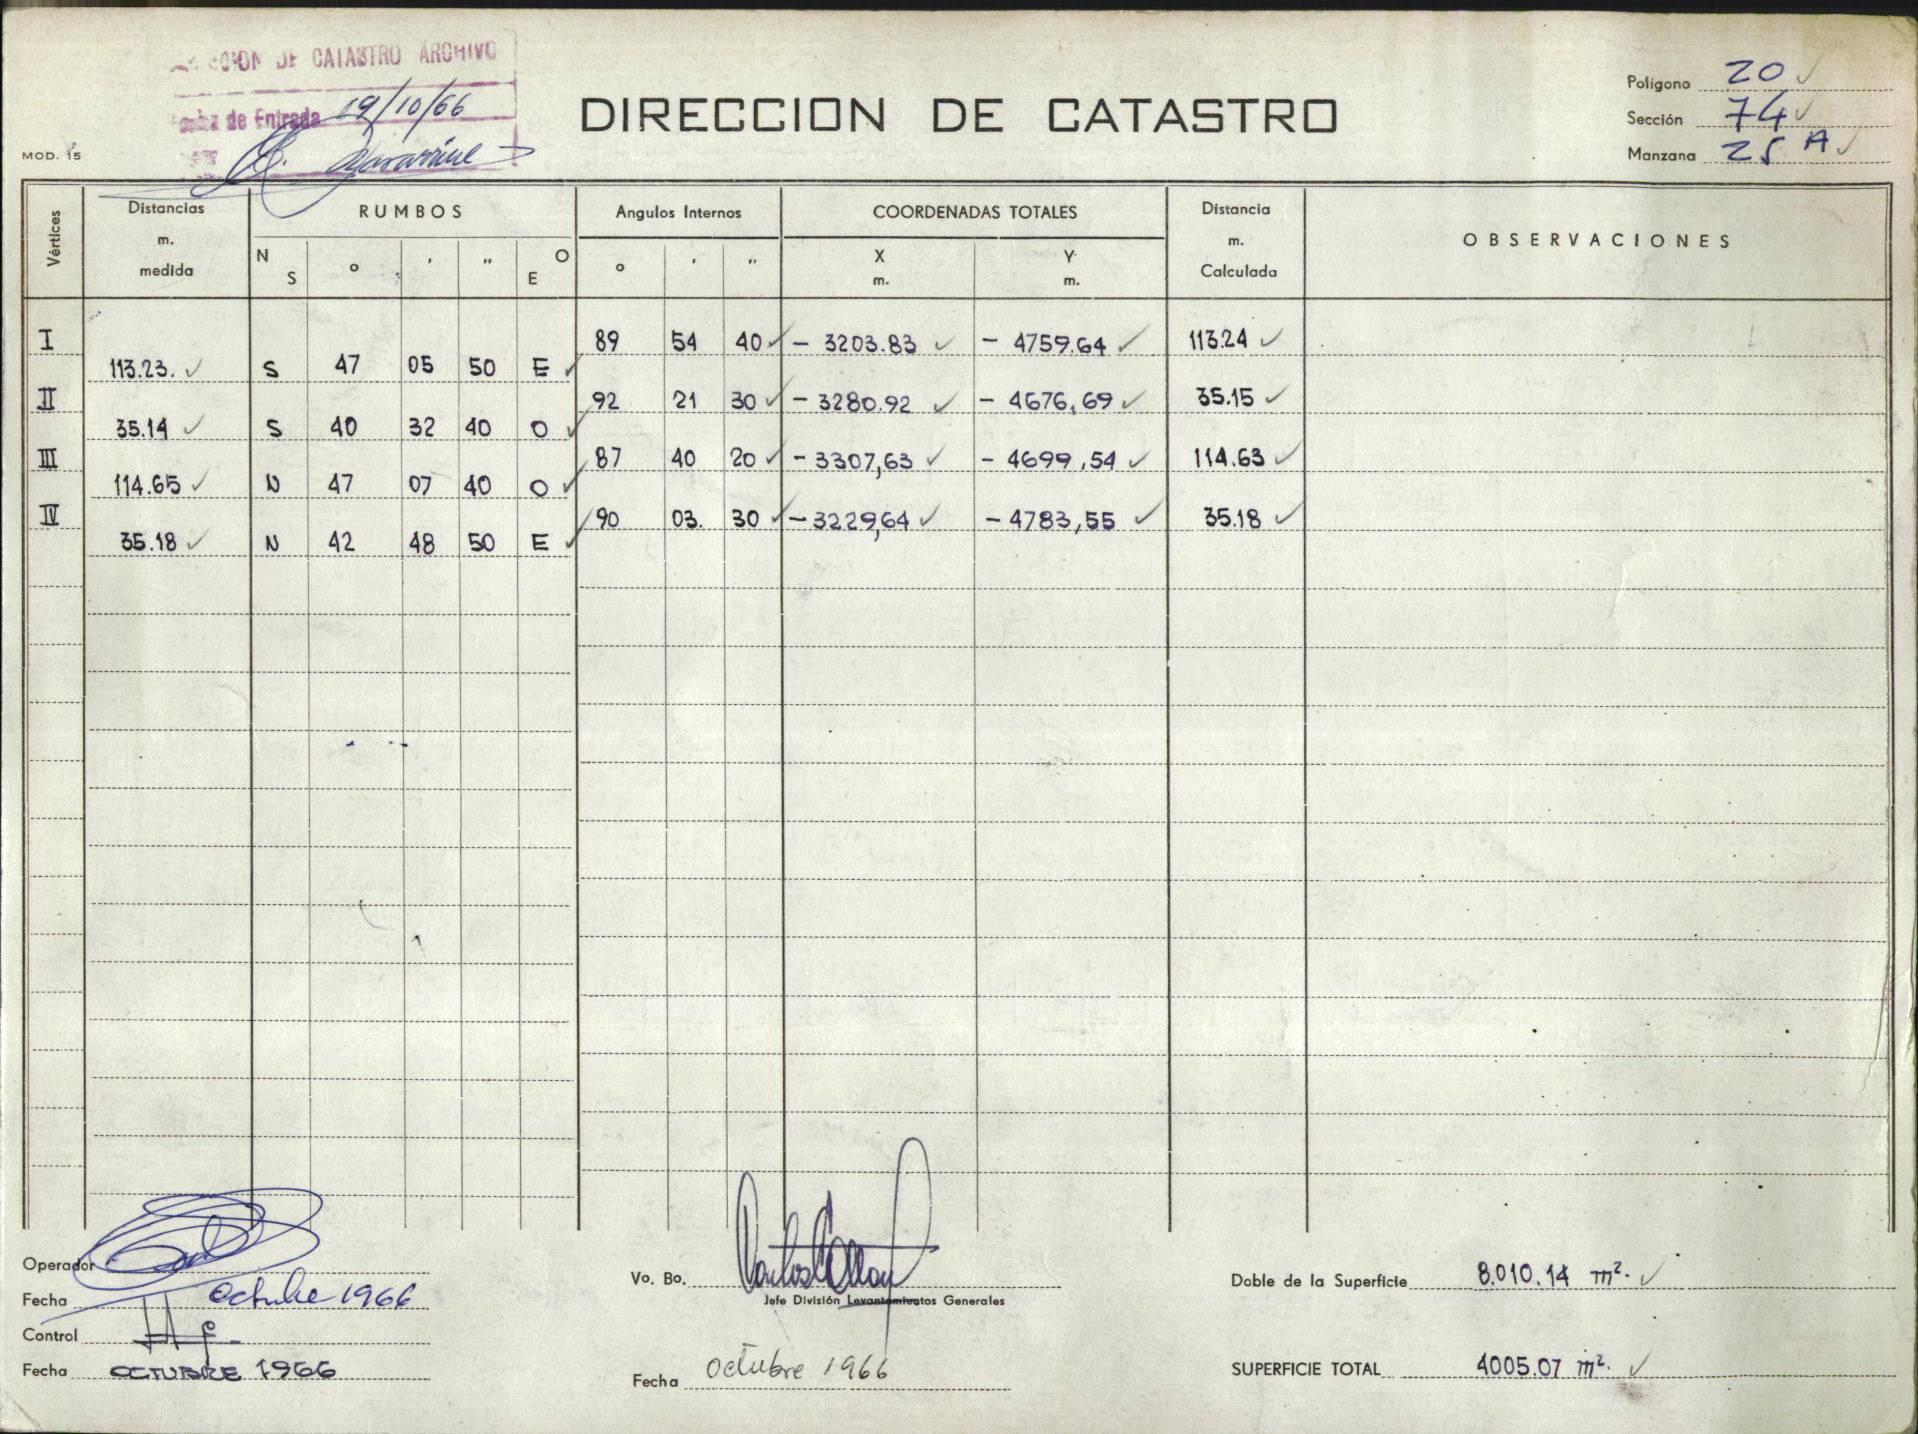 DE CATASTRO ARCHIVO
de Entrada 19/10/66
DIRECCION DE CATASTRO
Polígono 20 ✓
Sección 74 ✓
Manzana 25 A ✓
MOD. 15
Vértices
Distancias
m.
medida
RUMBOS
N S ° ' " O E
Angulos Internos
° ' "
COORDENADAS TOTALES
X m.
Y m.
Distancia
m.
Calculada
OBSERVACIONES
I 89 54 40 ✓ - 3203.83 ✓ - 4759.64 ✓ 113.24 ✓
113.23. ✓ S 47 05 50 E ✓
II 92 21 30 ✓ - 3280.92 ✓ - 4676,69 ✓ 35.15 ✓
35.14 ✓ S 40 32 40 O ✓
III 87 40 20 ✓ - 3307,63 ✓ - 4699,54 ✓ 114.63 ✓
114.65 ✓ N 47 07 40 O ✓
IV 90 03. 30 ✓ - 3229,64 ✓ - 4783,55 ✓ 35.18 ✓
35.18 ✓ N 42 48 50 E ✓
Operador
Fecha Octubre 1966
Control
Fecha OCTUBRE 1966
Vo. Bo.
Jefe División Levantamientos Generales
Fecha octubre 1966
Doble de la Superficie 8.010.14 m². ✓
SUPERFICIE TOTAL 4005.07 m². ✓